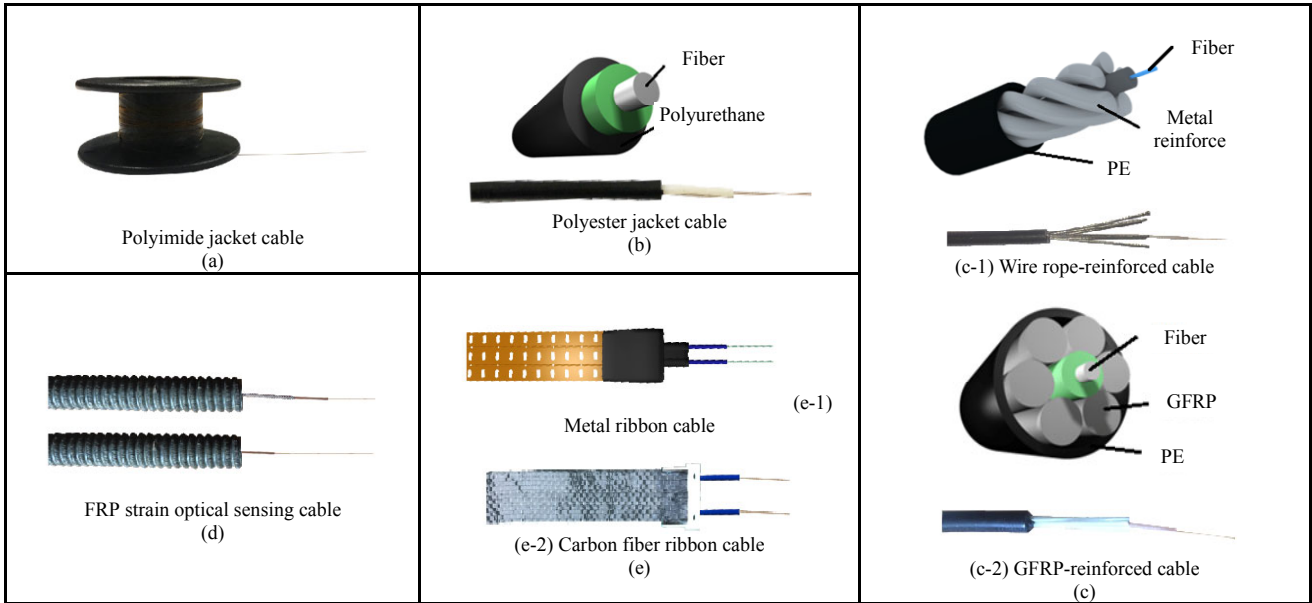 Polyimide jacket cable
(a)
Fiber
Polyurethane
Polyester jacket cable
(b)
Fiber
Metal
reinforce
PE
(c-1) Wire rope-reinforced cable
Fiber
GFRP
PE
(c-2) GFRP-reinforced cable
(c)
FRP strain optical sensing cable
(d)
(e-1)
Metal ribbon cable
(e-2) Carbon fiber ribbon cable
(e)